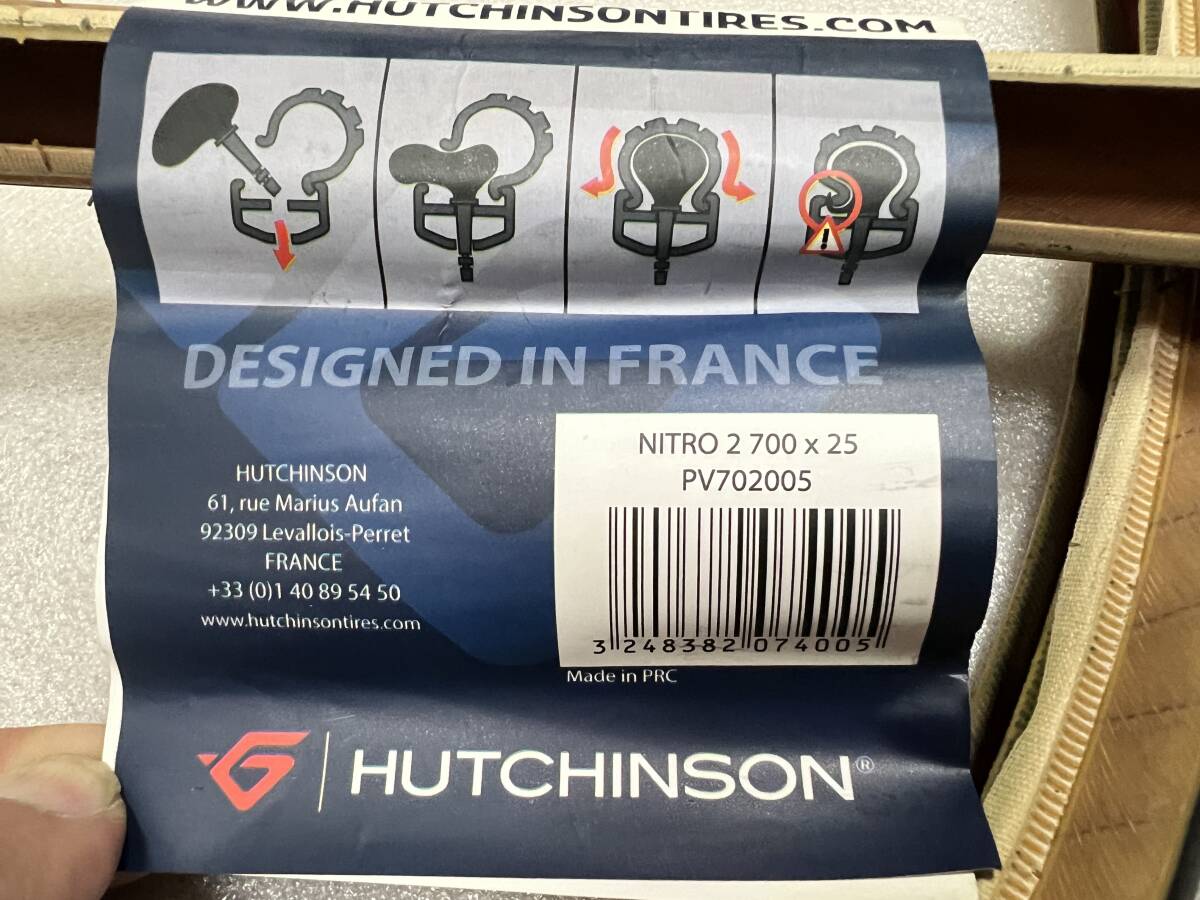 WWW.HUTCHINSONTIRES.COM
DESIGNED IN FRANCE
HUTCHINSON
61, rue Marius Aufan
92309 Levallois-Perret
FRANCE
+33 (0)1 40 89 54 50
www.hutchinsontires.com
NITRO 2 700 x 25
PV702005
3 248382 074005
Made in PRC
HUTCHINSON®